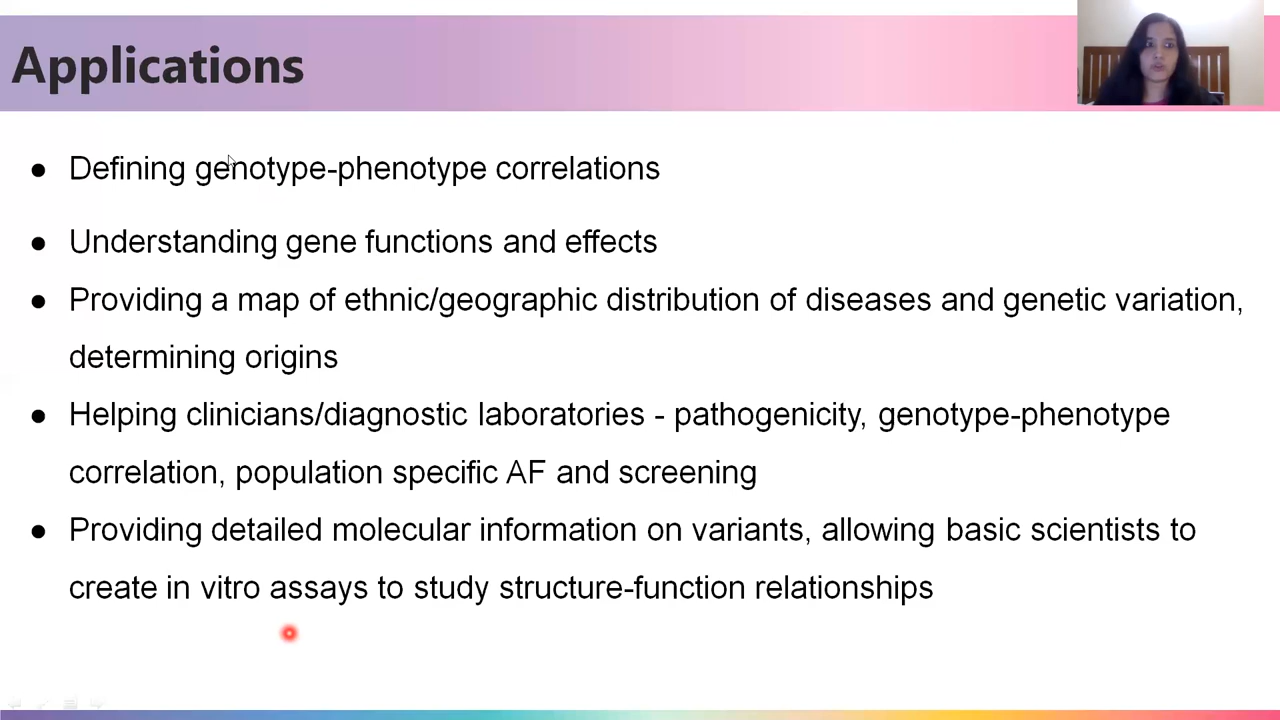 Applications
● Defining genotype-phenotype correlations
● Understanding gene functions and effects
● Providing a map of ethnic/geographic distribution of diseases and genetic variation,
determining origins
● Helping clinicians/diagnostic laboratories - pathogenicity, genotype-phenotype
correlation, population specific AF and screening
● Providing detailed molecular information on variants, allowing basic scientists to
create in vitro assays to study structure-function relationships